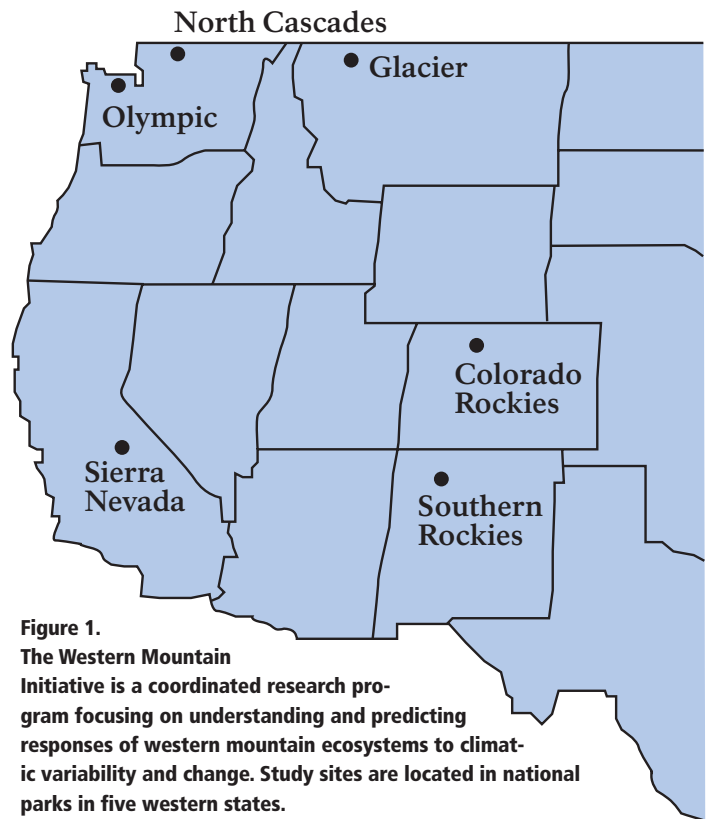 North Cascades
Glacier
Olympic
Colorado
Rockies
Sierra
Nevada
Southern
Rockies
Figure 1.
The Western Mountain
Initiative is a coordinated research pro-
gram focusing on understanding and predicting
responses of western mountain ecosystems to climat-
ic variability and change. Study sites are located in national
parks in five western states.